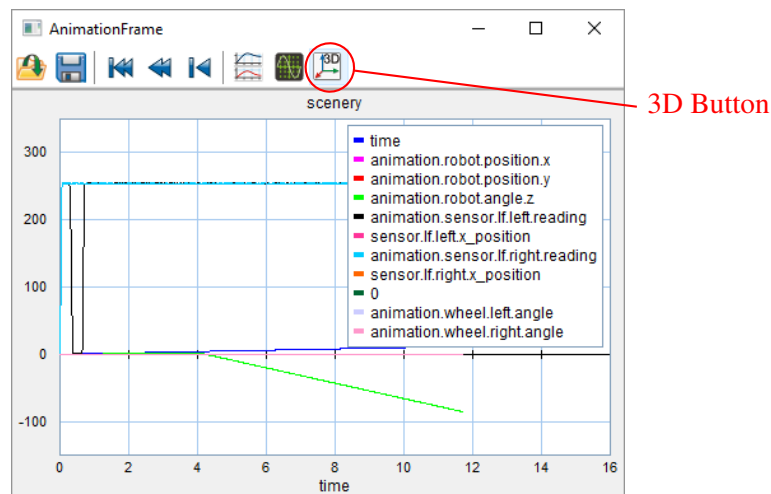 AnimationFrame
3D
3D Button
scenery
300
200
100
0
-100
time
animation.robot.position.x
animation.robot.position.y
animation.robot.angle.z
animation.sensor.lf.left.reading
sensor.lf.left.x_position
animation.sensor.lf.right.reading
sensor.lf.right.x_position
0
animation.wheel.left.angle
animation.wheel.right.angle
0 2 4 6 8 10 12 14 16
time